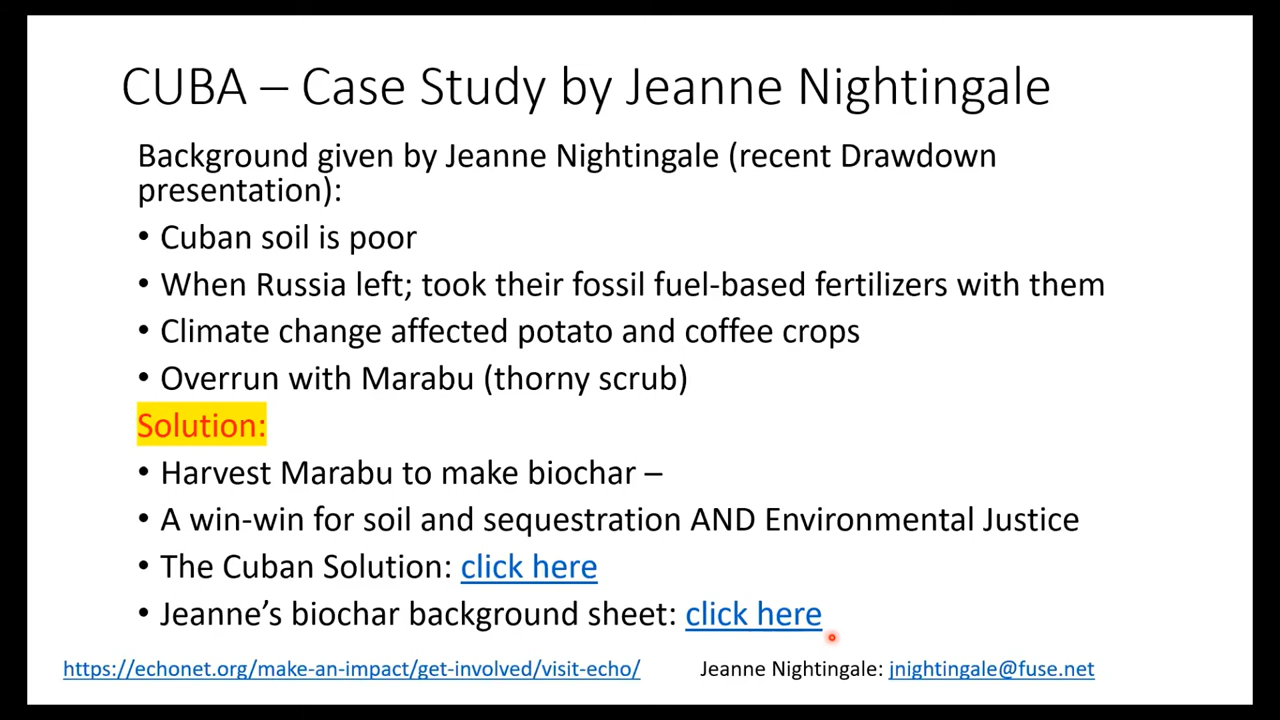 CUBA – Case Study by Jeanne Nightingale
Background given by Jeanne Nightingale (recent Drawdown
presentation):
• Cuban soil is poor
• When Russia left; took their fossil fuel-based fertilizers with them
• Climate change affected potato and coffee crops
• Overrun with Marabu (thorny scrub)
Solution:
• Harvest Marabu to make biochar –
• A win-win for soil and sequestration AND Environmental Justice
• The Cuban Solution: click here
• Jeanne’s biochar background sheet: click here
https://echonet.org/make-an-impact/get-involved/visit-echo/ Jeanne Nightingale: jnightingale@fuse.net